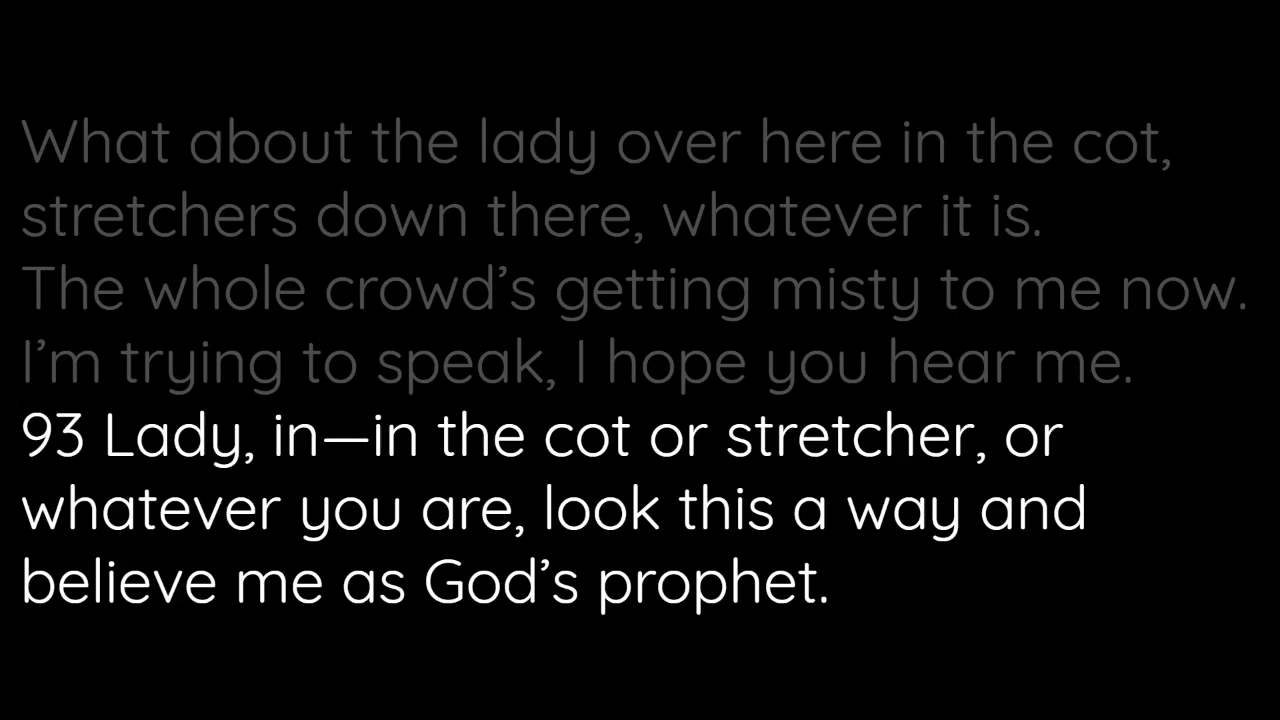 What about the lady over here in the cot,
stretchers down there, whatever it is.
The whole crowd’s getting misty to me now.
I’m trying to speak, I hope you hear me.
93 Lady, in—in the cot or stretcher, or
whatever you are, look this a way and
believe me as God’s prophet.